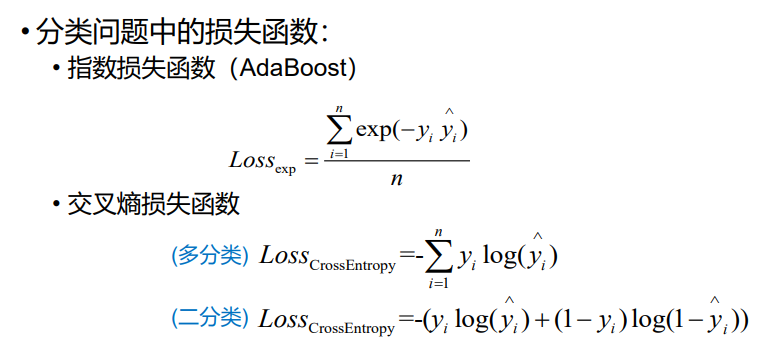 • 分类问题中的损失函数：
• 指数损失函数（AdaBoost）
$Loss_{\exp} = \frac{\sum_{i=1}^{n} \exp(-y_i \hat{y}_i)}{n}$
• 交叉熵损失函数
(多分类) $Loss_{\text{CrossEntropy}} = -\sum_{i=1}^{n} y_i \log(\hat{y}_i)$
(二分类) $Loss_{\text{CrossEntropy}} = -(y_i \log(\hat{y}_i) + (1-y_i) \log(1-\hat{y}_i))$